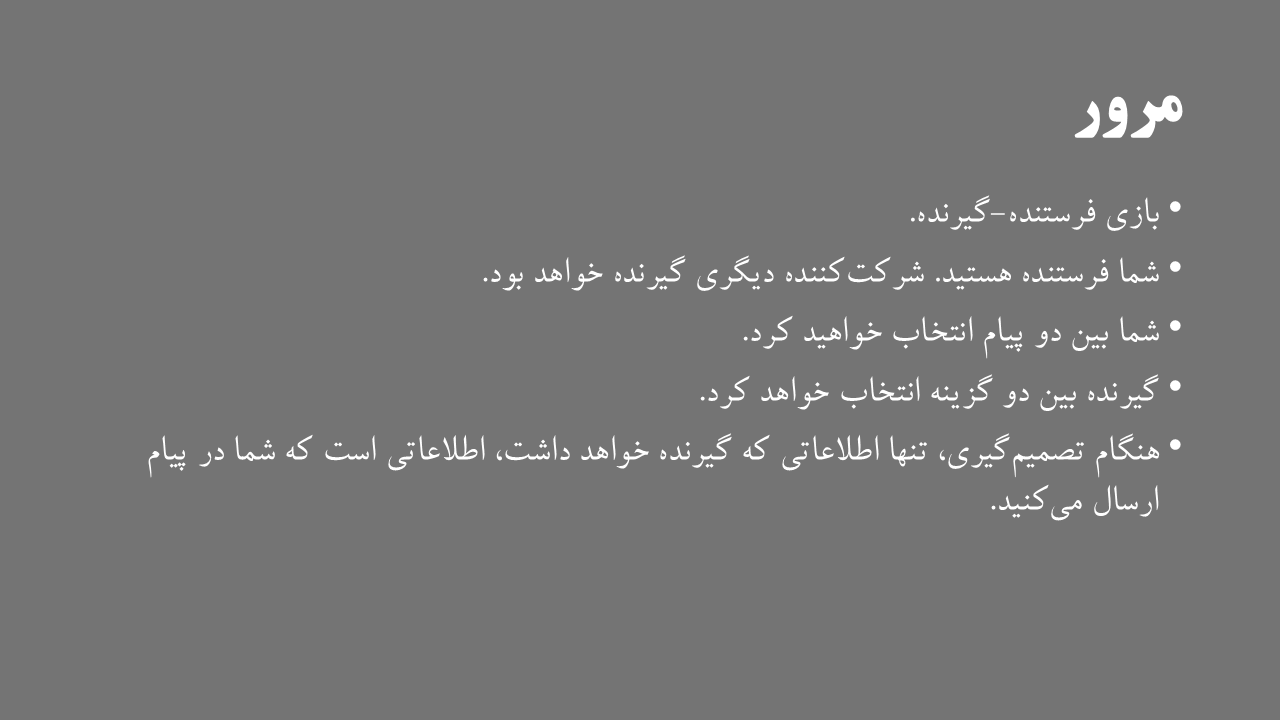 مرور
• بازی فرستنده–گیرنده.
• شما فرستنده هستید. شرکت‌کننده دیگری گیرنده خواهد بود.
• شما بین دو پیام انتخاب خواهید کرد.
• گیرنده بین دو گزینه انتخاب خواهد کرد.
• هنگام تصمیم‌گیری، تنها اطلاعاتی که گیرنده خواهد داشت، اطلاعاتی است که شما در پیام
ارسال می‌کنید.